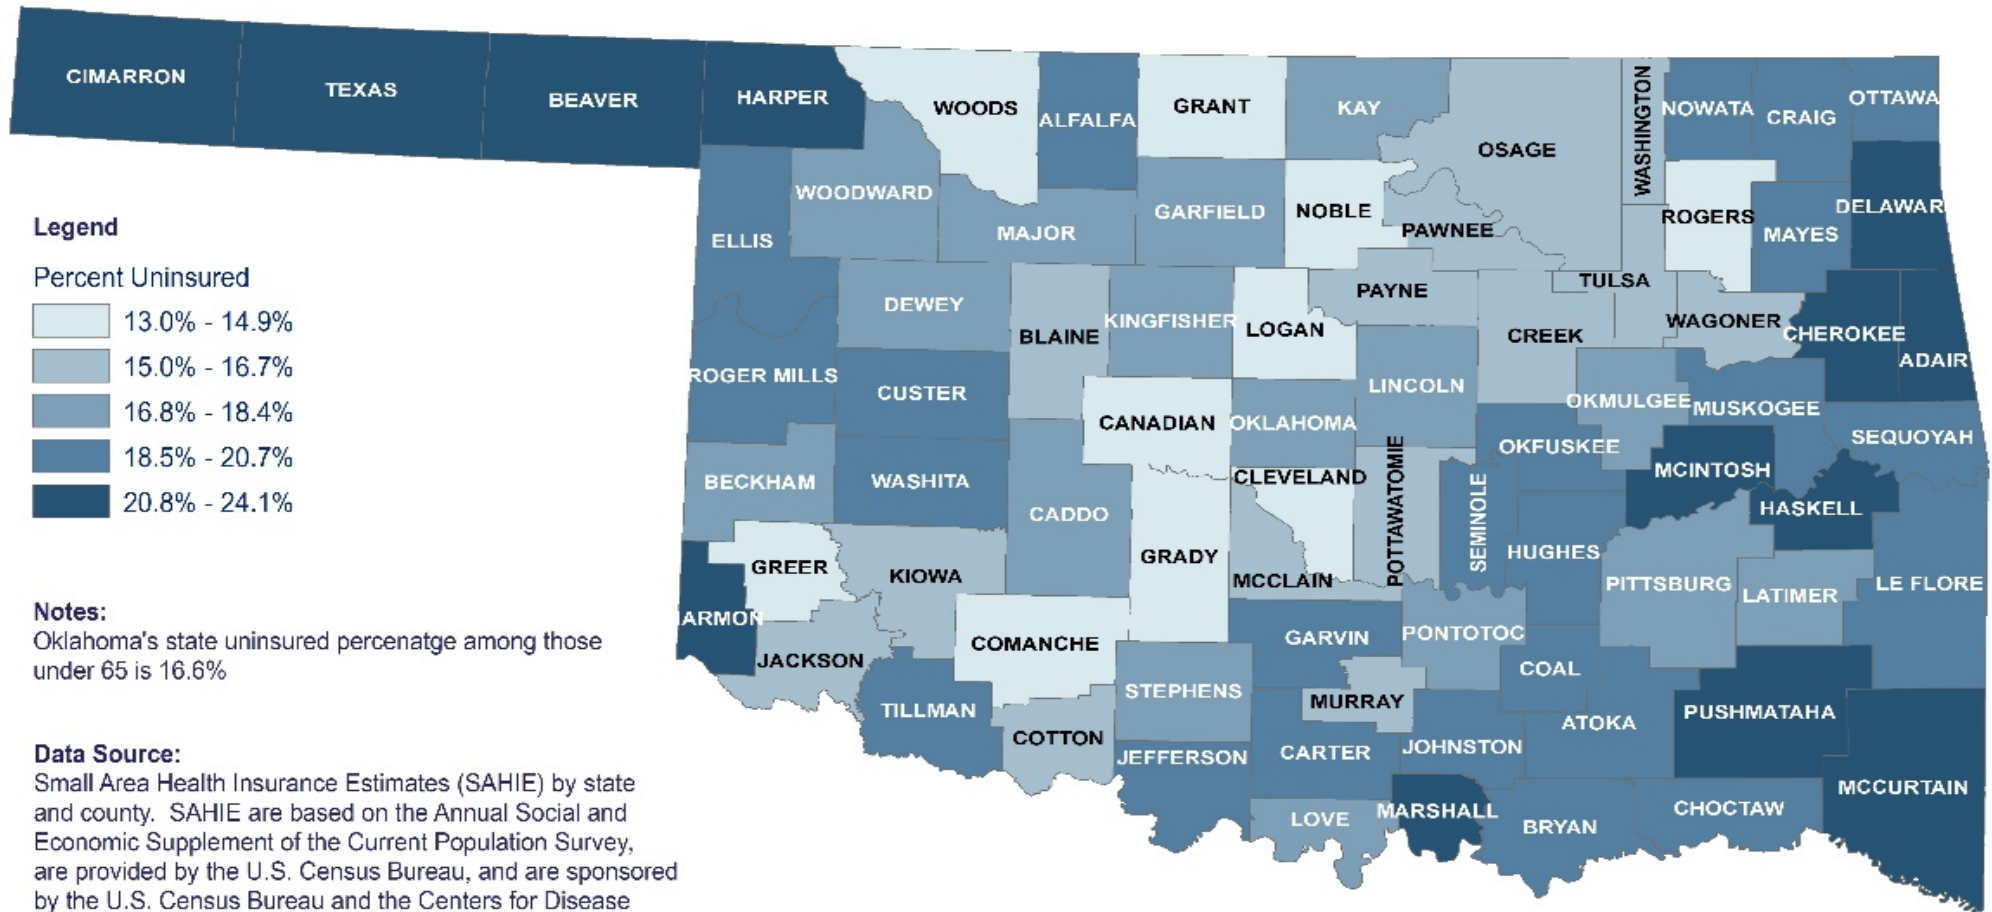 CIMARRON
TEXAS
BEAVER
HARPER
WOODS
ALFALFA
GRANT
KAY
OSAGE
WASHINGTON
NOWATA
CRAIG
OTTAWA
WOODWARD
ELLIS
MAJOR
GARFIELD
NOBLE
PAWNEE
ROGERS
MAYES
DELAWAR
DEWEY
BLAINE
KINGFISHER
LOGAN
PAYNE
CREEK
TULSA
WAGONER
CHEROKEE
ADAIR
ROGER MILLS
CUSTER
CANADIAN
OKLAHOMA
LINCOLN
OKMULGEE
MUSKOGEE
SEQUOYAH
BECKHAM
WASHITA
CADDO
GRADY
CLEVELAND
POTTAWATOMIE
SEMINOLE
OKFUSKEE
MCINTOSH
HASKELL
GREER
KIOWA
MCCLAIN
HUGHES
PITTSBURG
LATIMER
LE FLORE
ARMON
JACKSON
COMANCHE
GARVIN
PONTOTOC
COAL
TILLMAN
COTTON
STEPHENS
MURRAY
ATOKA
PUSHMATAHA
JEFFERSON
CARTER
JOHNSTON
LOVE
MARSHALL
BRYAN
CHOCTAW
MCCURTAIN
Legend
Percent Uninsured
13.0% - 14.9%
15.0% - 16.7%
16.8% - 18.4%
18.5% - 20.7%
20.8% - 24.1%
Notes:
Oklahoma's state uninsured percenatge among those
under 65 is 16.6%
Data Source:
Small Area Health Insurance Estimates (SAHIE) by state
and county. SAHIE are based on the Annual Social and
Economic Supplement of the Current Population Survey,
are provided by the U.S. Census Bureau, and are sponsored
by the U.S. Census Bureau and the Centers for Disease